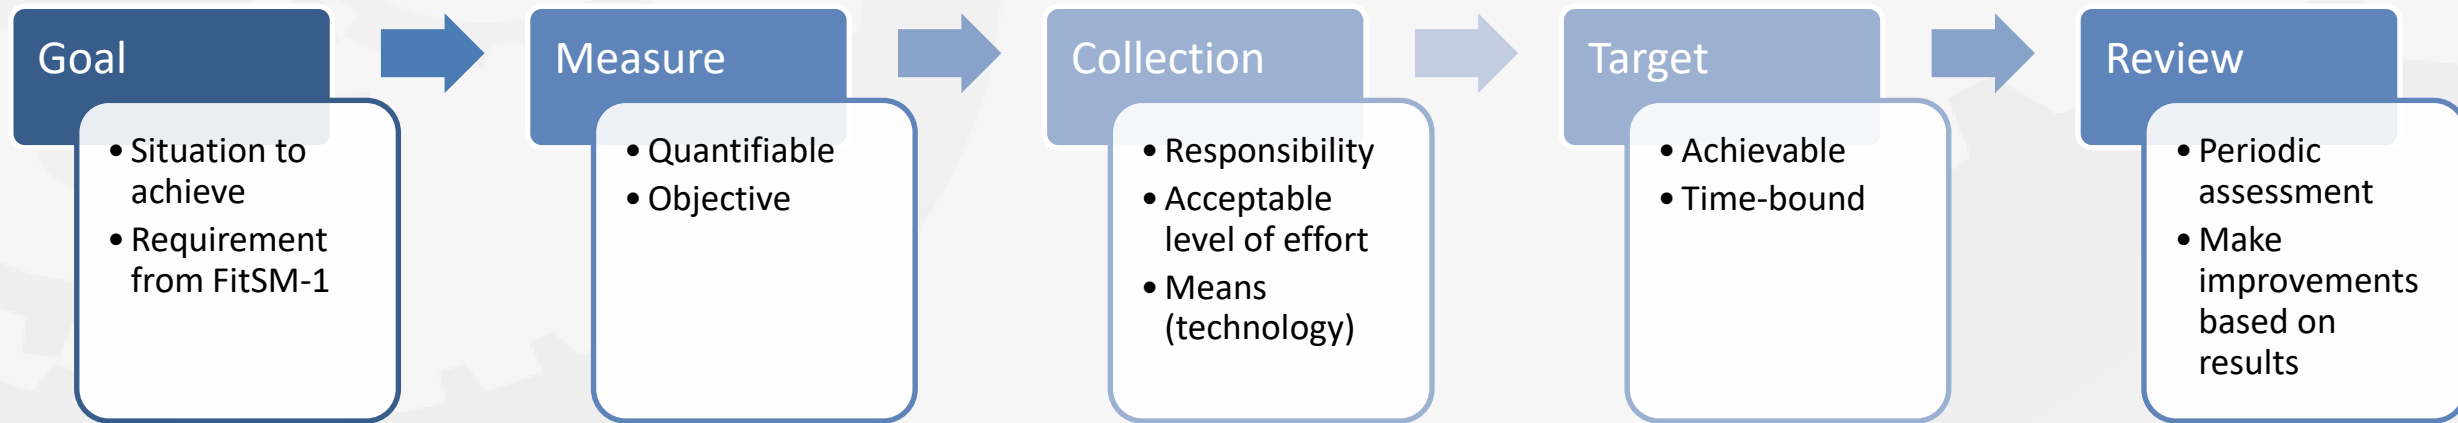 Goal
• Situation to
achieve
• Requirement
from FitSM-1
Measure
• Quantifiable
• Objective
Collection
• Responsibility
• Acceptable
level of effort
• Means
(technology)
Target
• Achievable
• Time-bound
Review
• Periodic
assessment
• Make
improvements
based on
results